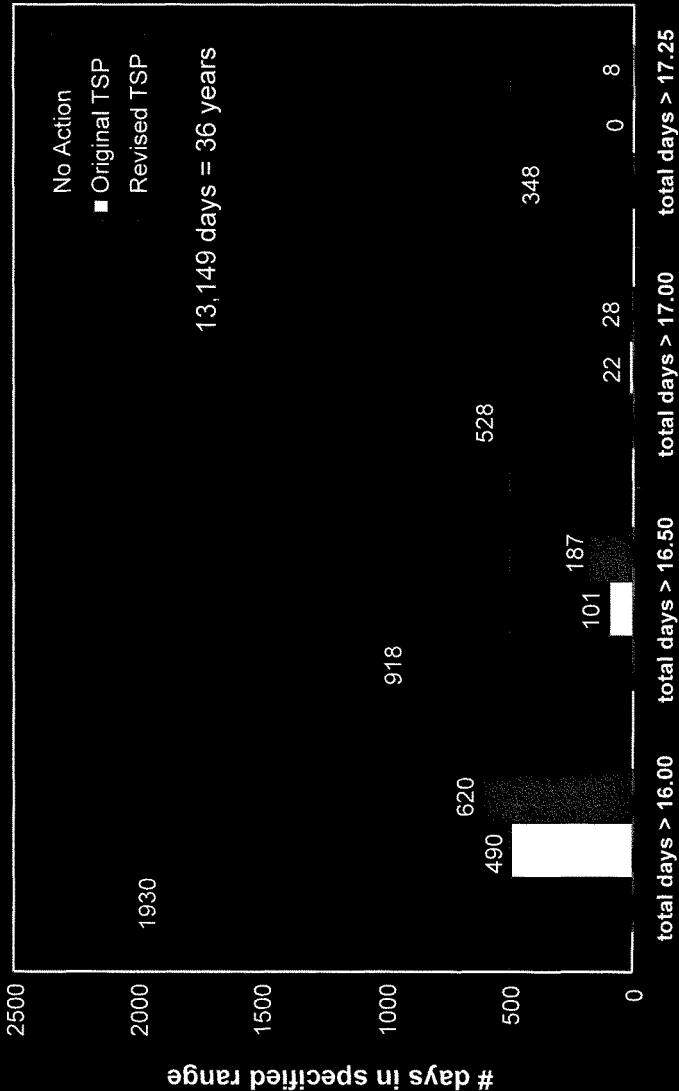 No Action
Original TSP
Revised TSP
13,149 days = 36 years
# days in specified range
2500
2000
1500
1000
500
0
1930
490
620
918
101
187
528
22
28
348
0
8
total days > 16.00
total days > 16.50
total days > 17.00
total days > 17.25